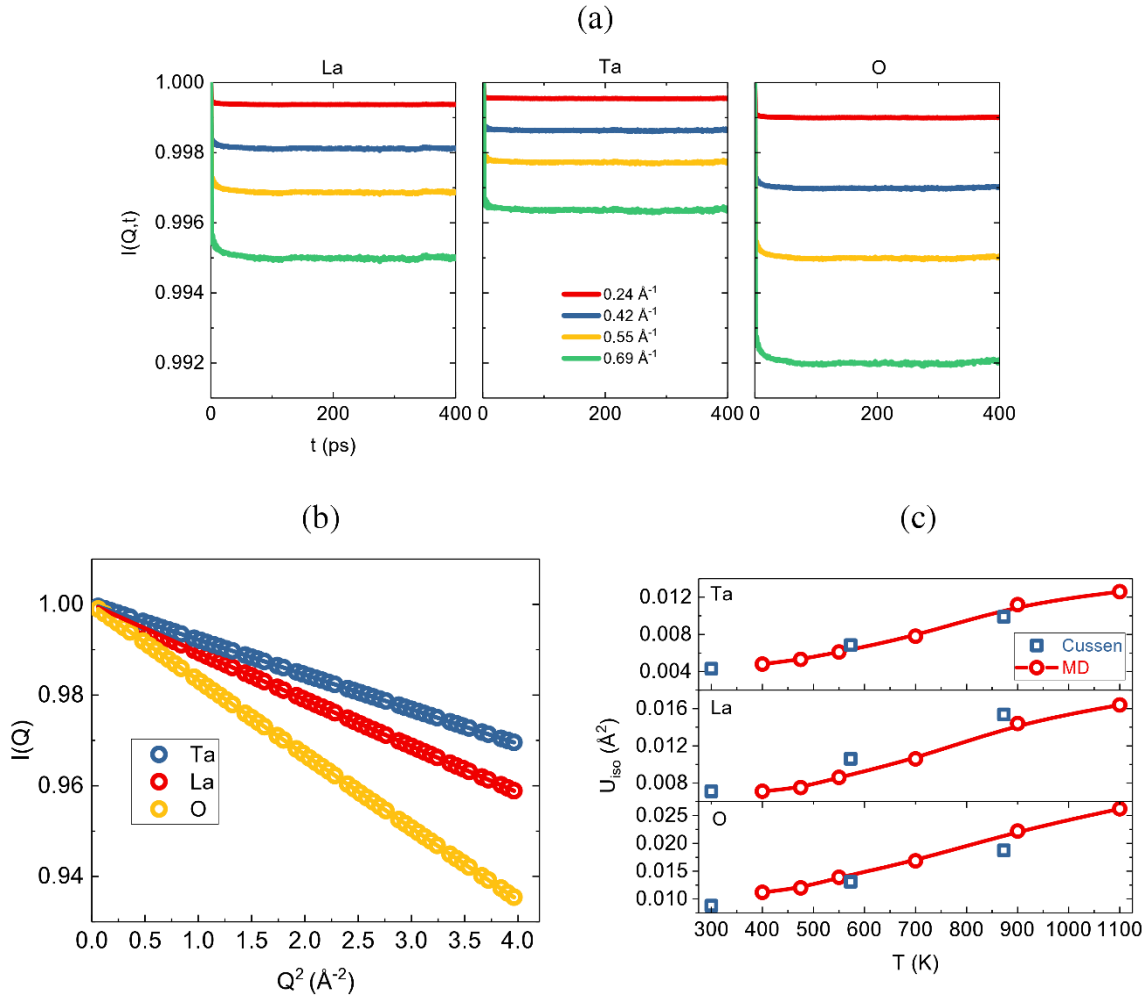 (a)
La Ta O
1.000
0.998
0.996
0.994
0.992
I(Q,t)
0.24 Å⁻¹
0.42 Å⁻¹
0.55 Å⁻¹
0.69 Å⁻¹
0 200 400 0 200 400 0 200 400
t (ps)
(b)
1.00
0.98
0.96
0.94
I(Q)
Ta
La
O
0.0 0.5 1.0 1.5 2.0 2.5 3.0 3.5 4.0
Q² (Å⁻²)
(c)
Ta
0.012
0.008
0.004
Cussen
MD
La
0.016
0.012
0.008
Uiso (Å²)
O
0.025
0.020
0.015
0.010
300 400 500 600 700 800 900 1000 1100
T (K)